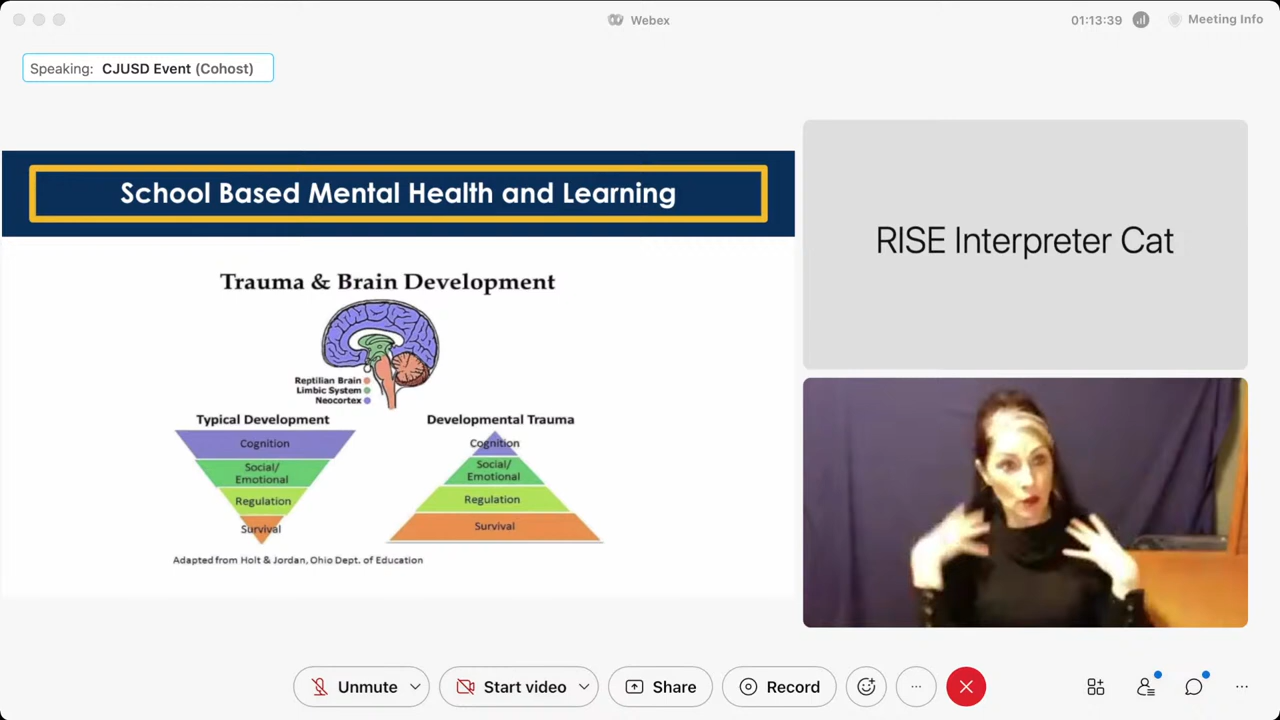 Webex
01:13:39
Meeting Info
Speaking: CJUSD Event (Cohost)
School Based Mental Health and Learning
Trauma & Brain Development
Reptilian Brain
Limbic System
Neocortex
Typical Development
Cognition
Social/
Emotional
Regulation
Survival
Developmental Trauma
Cognition
Social/
Emotional
Regulation
Survival
Adapted from Holt & Jordan, Ohio Dept. of Education
RISE Interpreter Cat
Unmute
Start video
Share
Record